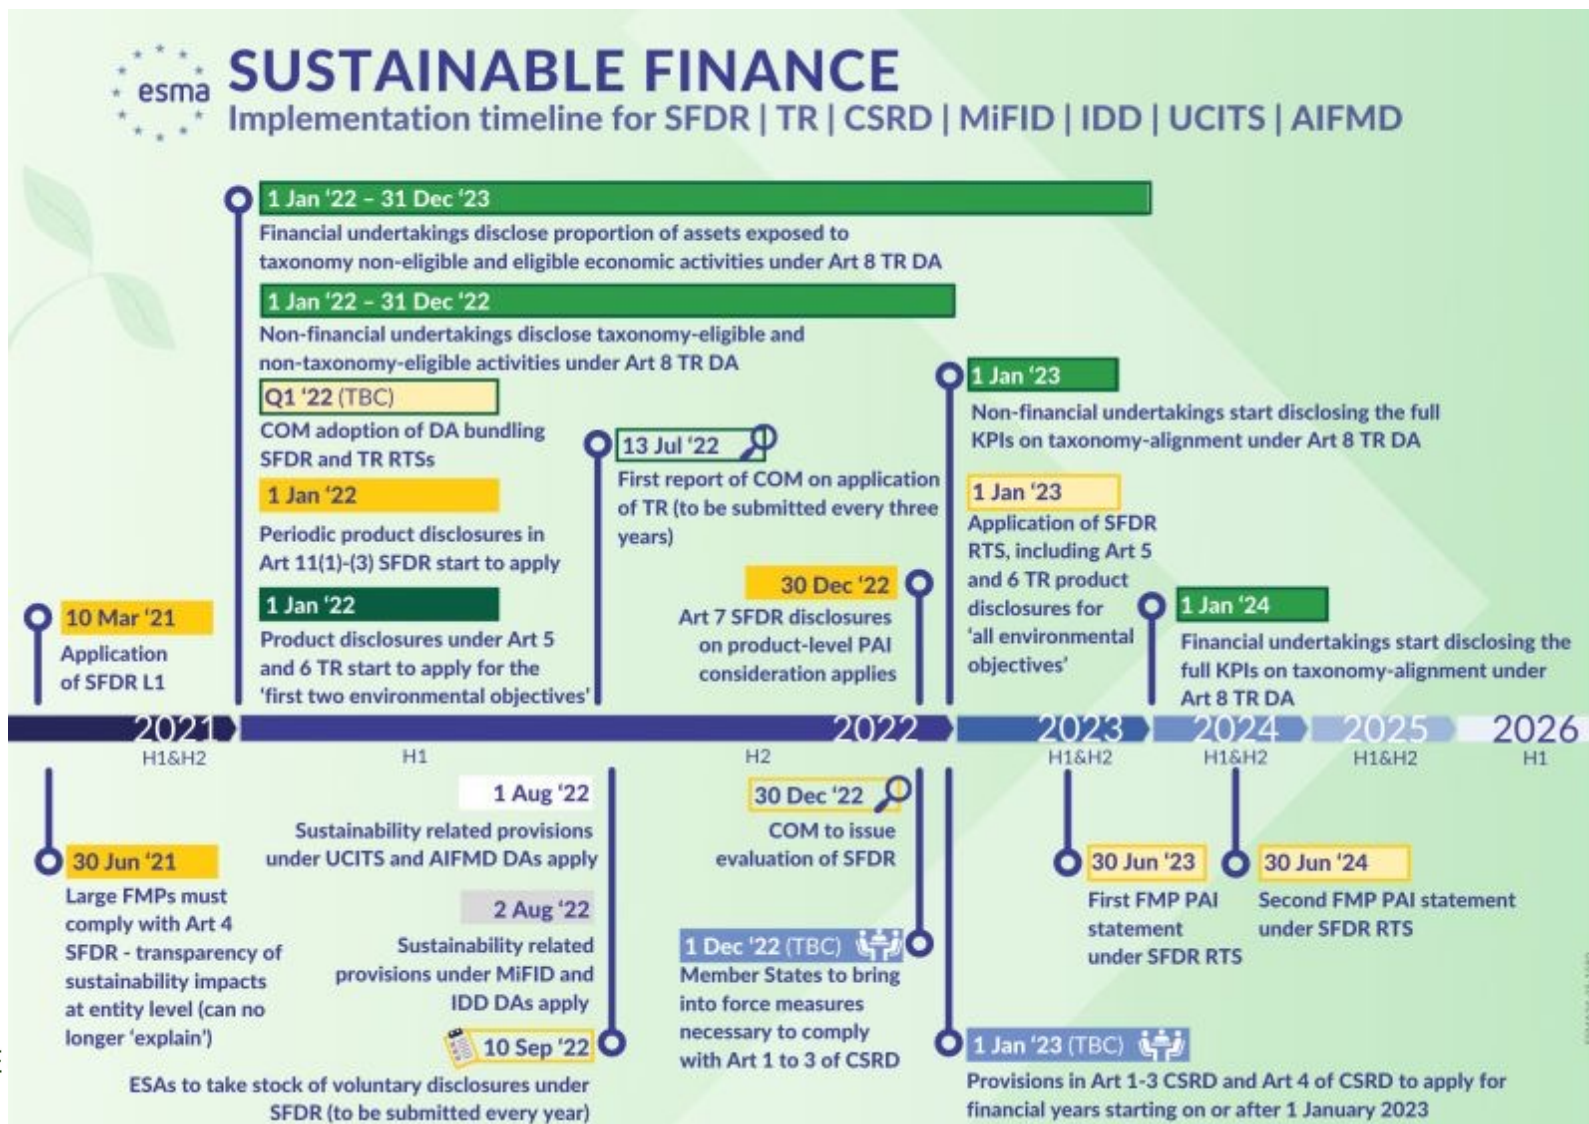 esma
SUSTAINABLE FINANCE
Implementation timeline for SFDR | TR | CSRD | MiFID | IDD | UCITS | AIFMD
1 Jan ‘22 – 31 Dec ‘23
Financial undertakings disclose proportion of assets exposed to
taxonomy non-eligible and eligible economic activities under Art 8 TR DA
1 Jan ‘22 – 31 Dec ‘22
Non-financial undertakings disclose taxonomy-eligible and
non-taxonomy-eligible activities under Art 8 TR DA
Q1 ‘22 (TBC)
COM adoption of DA bundling
SFDR and TR RTSs
1 Jan ‘22
Periodic product disclosures in
Art 11(1)-(3) SFDR start to apply
1 Jan ‘22
Product disclosures under Art 5
and 6 TR start to apply for the
‘first two environmental objectives’
10 Mar ‘21
Application
of SFDR L1
13 Jul ‘22
First report of COM on application
of TR (to be submitted every three
years)
30 Dec ‘22
Art 7 SFDR disclosures
on product-level PAI
consideration applies
1 Jan ‘23
Non-financial undertakings start disclosing the full
KPIs on taxonomy-alignment under Art 8 TR DA
1 Jan ‘23
Application of SFDR
RTS, including Art 5
and 6 TR product
disclosures for
‘all environmental
objectives’
1 Jan ‘24
Financial undertakings start disclosing the
full KPIs on taxonomy-alignment under
Art 8 TR DA
2021 2022 2023 2024 2025 2026
H1&H2 H1 H2 H1&H2 H1&H2 H1&H2 H1
30 Jun ‘21
Large FMPs must
comply with Art 4
SFDR - transparency of
sustainability impacts
at entity level (can no
longer ‘explain’)
1 Aug ‘22
Sustainability related provisions
under UCITS and AIFMD DAs apply
2 Aug ‘22
Sustainability related
provisions under MiFID and
IDD DAs apply
10 Sep ‘22
ESAs to take stock of voluntary disclosures under
SFDR (to be submitted every year)
30 Dec ‘22
COM to issue
evaluation of SFDR
1 Dec ‘22 (TBC)
Member States to bring
into force measures
necessary to comply
with Art 1 to 3 of CSRD
1 Jan ‘23 (TBC)
Provisions in Art 1-3 CSRD and Art 4 of CSRD to apply for
financial years starting on or after 1 January 2023
30 Jun ‘23
First FMP PAI
statement
under SFDR RTS
30 Jun ‘24
Second FMP PAI statement
under SFDR RTS